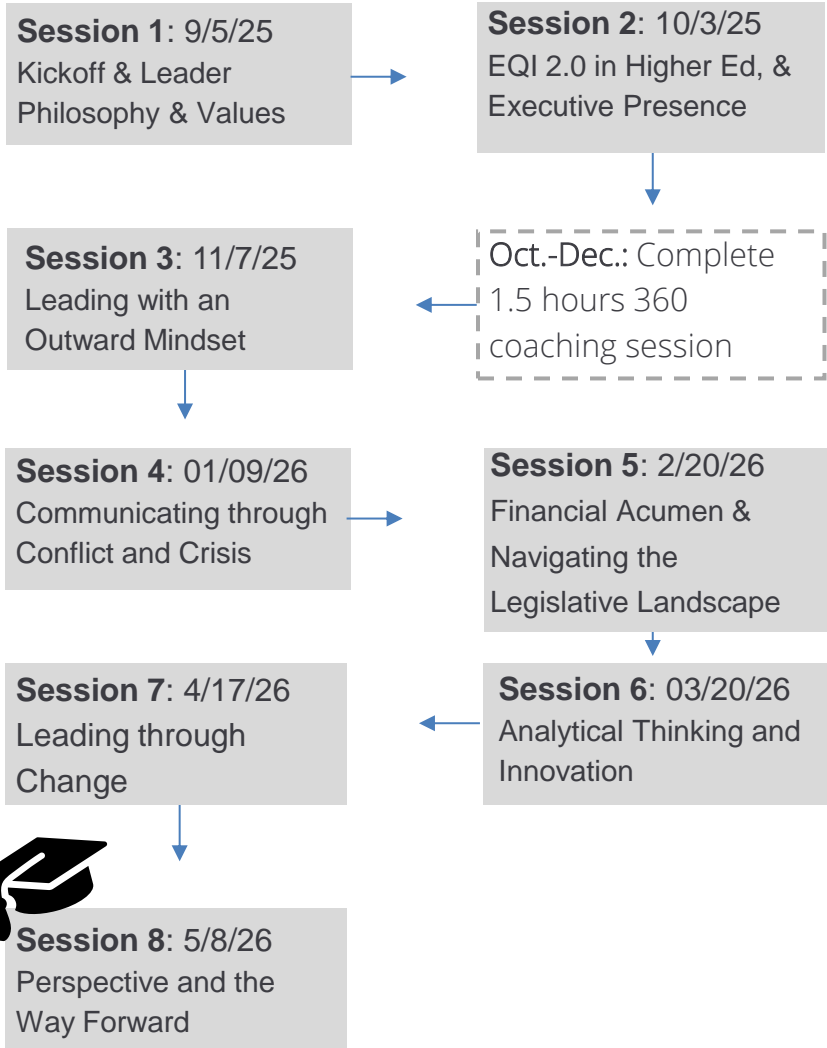 Session 1: 9/5/25
Kickoff & Leader
Philosophy & Values
Session 2: 10/3/25
EQI 2.0 in Higher Ed, &
Executive Presence
Oct.-Dec.: Complete
1.5 hours 360
coaching session
Session 3: 11/7/25
Leading with an
Outward Mindset
Session 4: 01/09/26
Communicating through
Conflict and Crisis
Session 5: 2/20/26
Financial Acumen &
Navigating the
Legislative Landscape
Session 6: 03/20/26
Analytical Thinking and
Innovation
Session 7: 4/17/26
Leading through
Change
Session 8: 5/8/26
Perspective and the
Way Forward